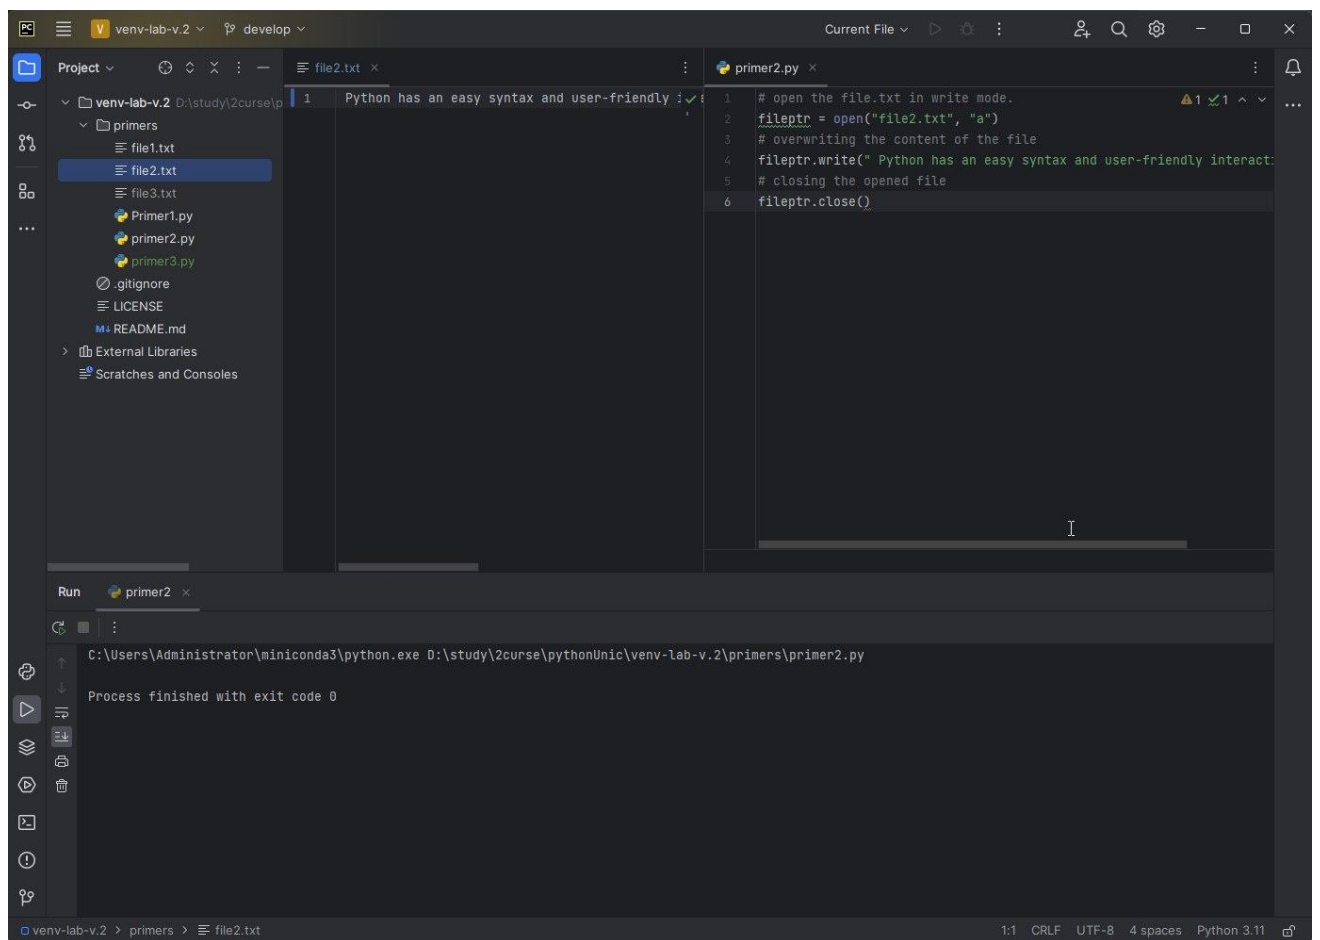 PC
V venv-lab-v.2 develop
Current File
Project
venv-lab-v.2 D:\study\2curse\p
primers
file1.txt
file2.txt
file3.txt
Primer1.py
primer2.py
primer3.py
.gitignore
LICENSE
M↓ README.md
External Libraries
Scratches and Consoles
file2.txt
1 Python has an easy syntax and user-friendly
primer2.py
1 1
1 # open the file.txt in write mode.
2 fileptr = open("file2.txt", "a")
3 # overwriting the content of the file
4 fileptr.write(" Python has an easy syntax and user-friendly interact
5 # closing the opened file
6 fileptr.close()
Run primer2
C:\Users\Administrator\miniconda3\python.exe D:\study\2curse\pythonUnic\venv-lab-v.2\primers\primer2.py
Process finished with exit code 0
venv-lab-v.2 > primers > file2.txt
1:1 CRLF UTF-8 4 spaces Python 3.11